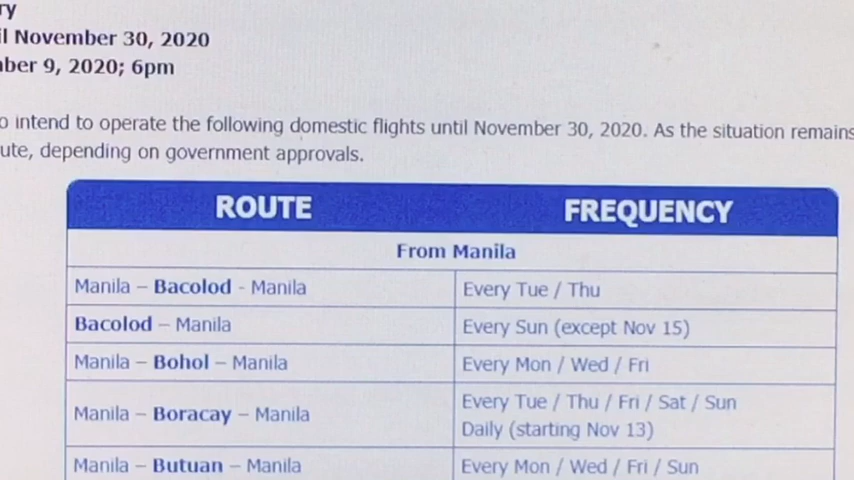 ry
il November 30, 2020
ber 9, 2020; 6pm
o intend to operate the following domestic flights until November 30, 2020. As the situation remains
ute, depending on government approvals.
ROUTE FREQUENCY
From Manila
Manila – Bacolod - Manila Every Tue / Thu
Bacolod – Manila Every Sun (except Nov 15)
Manila – Bohol – Manila Every Mon / Wed / Fri
Manila – Boracay – Manila Every Tue / Thu / Fri / Sat / Sun
Daily (starting Nov 13)
Manila – Butuan – Manila Every Mon / Wed / Fri / Sun